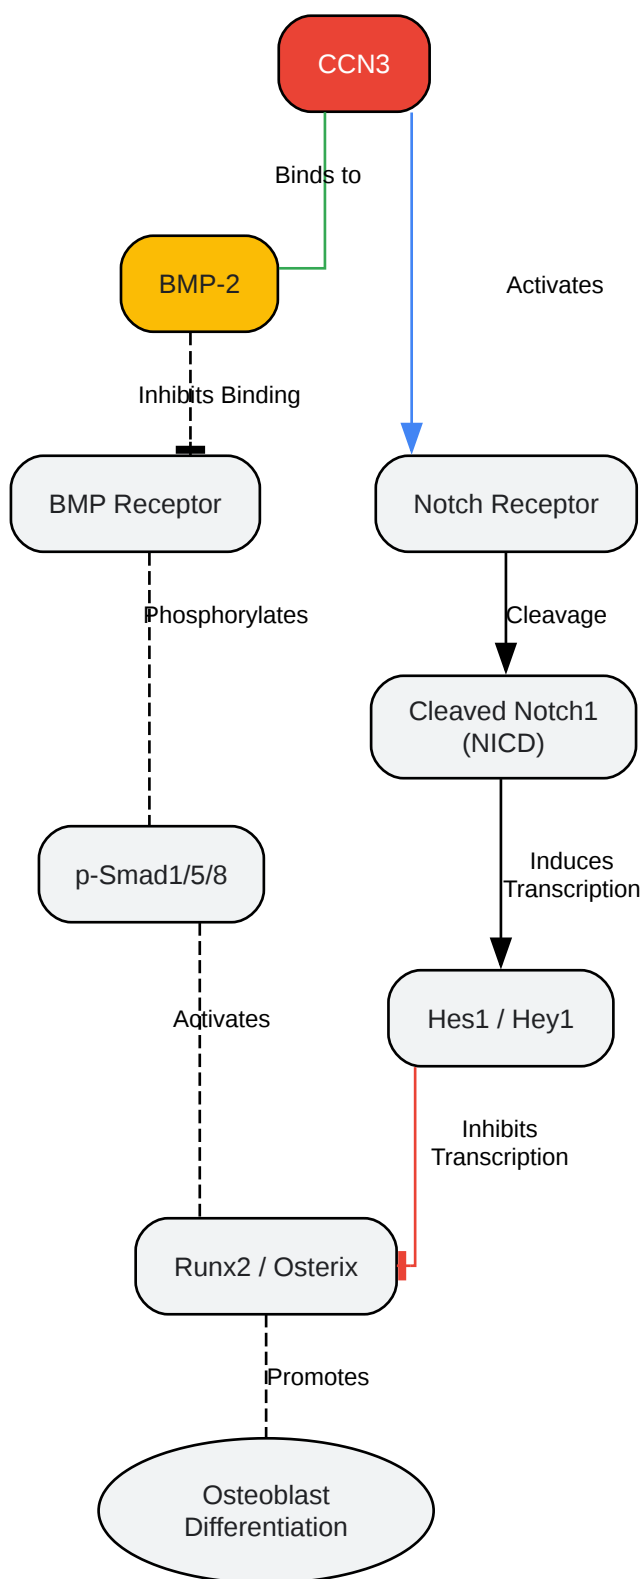 CCN3
Binds to
BMP-2
Activates
Inhibits Binding
BMP Receptor
Notch Receptor
Phosphorylates
Cleavage
Cleaved Notch1
(NICD)
p-Smad1/5/8
Induces
Transcription
Activates
Hes1 / Hey1
Inhibits
Transcription
Runx2 / Osterix
Promotes
Osteoblast
Differentiation